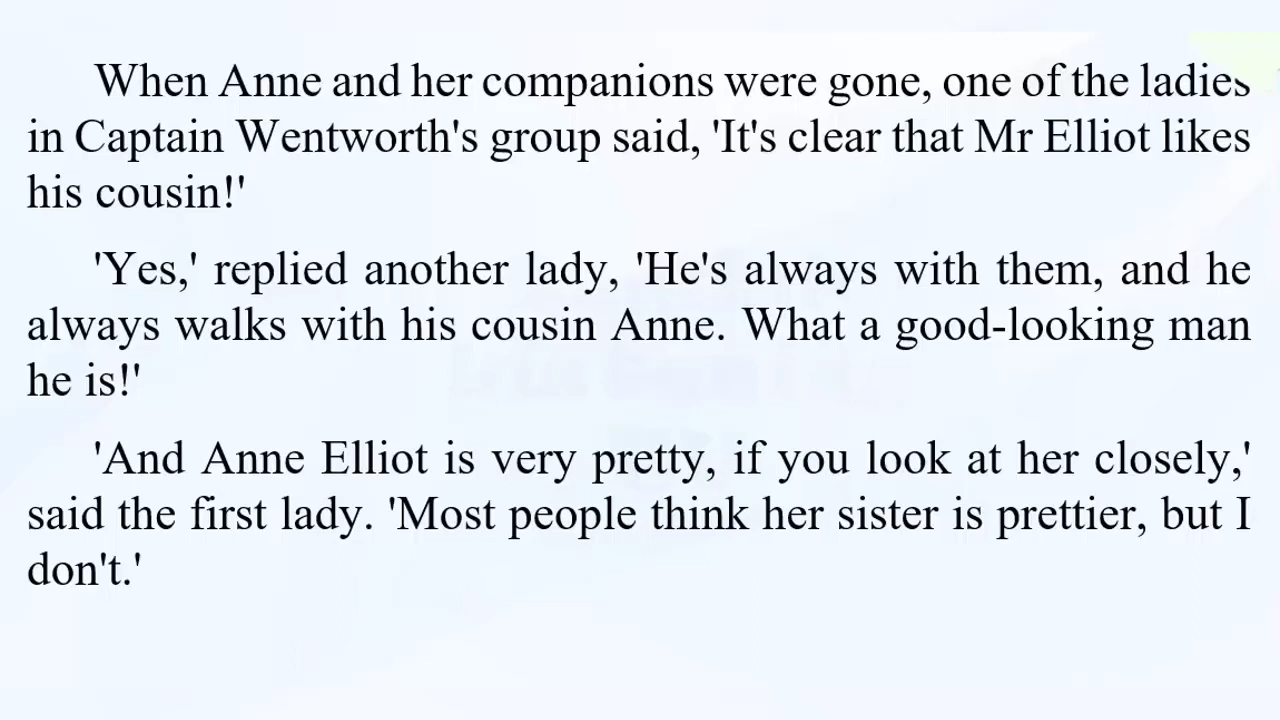 When Anne and her companions were gone, one of the ladies
in Captain Wentworth's group said, 'It's clear that Mr Elliot likes
his cousin!'
'Yes,' replied another lady, 'He's always with them, and he
always walks with his cousin Anne. What a good-looking man
he is!'
'And Anne Elliot is very pretty, if you look at her closely,'
said the first lady. 'Most people think her sister is prettier, but I
don't.'